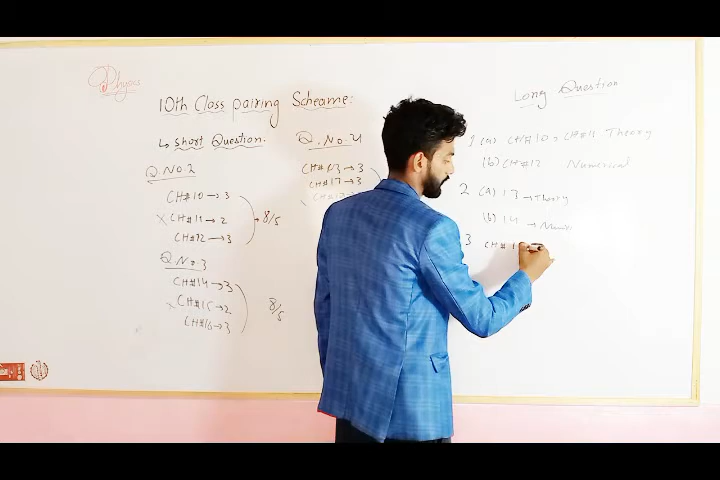 Physics
10th Class pairing Scheame:
↳ Short Question.
Q.No.2
CH#10→3
CH#11→2
CH#12→3
8/5
Q.No.3
CH#14→3
CH#15→2
CH#16→3
8/5
Q.No.4
CH#13→3
CH#17→3
Long Question
1 (a) CH#10, CH#11 Theory
(b) CH#12 Numerical
2 (a) 13 → Theory
(b) 14 →
3 CH#1